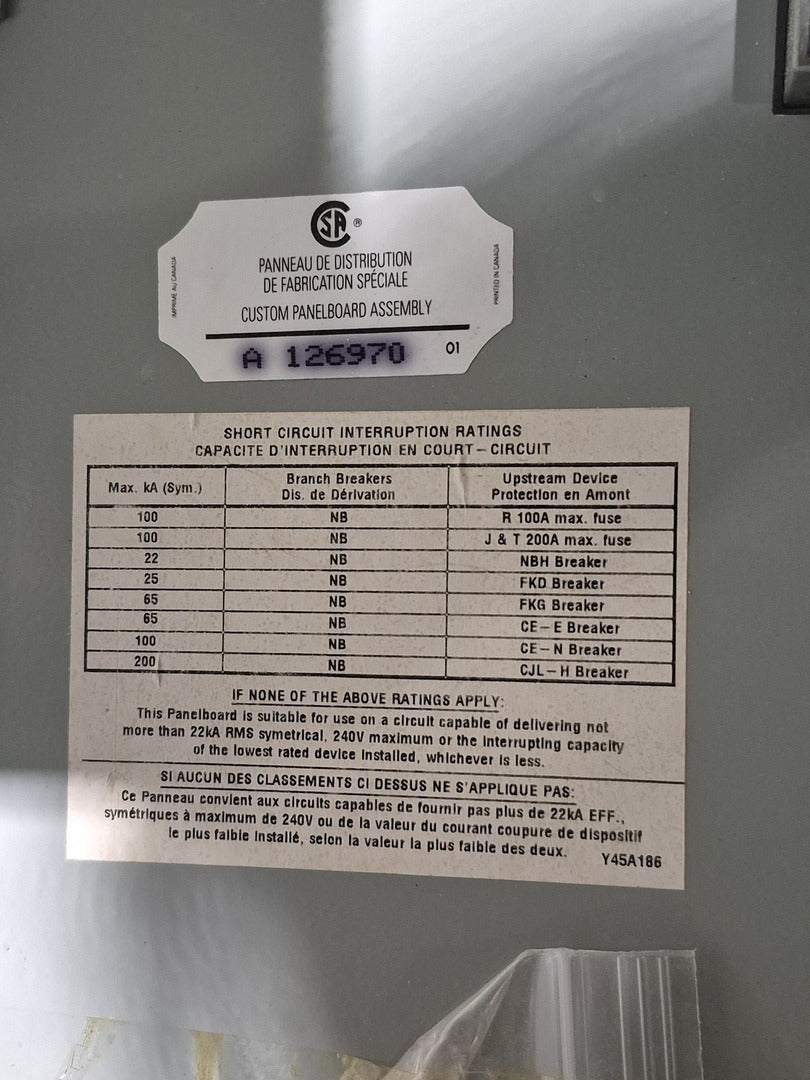 CSA ®
PANNEAU DE DISTRIBUTION
DE FABRICATION SPÉCIALE
CUSTOM PANELBOARD ASSEMBLY
IMPRIMÉ AU CANADA
PRINTED IN CANADA
A 126970 01
SHORT CIRCUIT INTERRUPTION RATINGS
CAPACITE D'INTERRUPTION EN COURT-CIRCUIT
Max. kA (Sym.) Branch Breakers Dis. de Dérivation Upstream Device Protection en Amont
100 NB R 100A max. fuse
100 NB J & T 200A max. fuse
22 NB NBH Breaker
25 NB FKD Breaker
65 NB FKG Breaker
65 NB CE-E Breaker
100 NB CE-N Breaker
200 NB CJL-H Breaker
IF NONE OF THE ABOVE RATINGS APPLY:
This Panelboard is suitable for use on a circuit capable of delivering not
more than 22kA RMS symetrical, 240V maximum or the interrupting capacity
of the lowest rated device installed, whichever is less.
SI AUCUN DES CLASSEMENTS CI DESSUS NE S'APPLIQUE PAS:
Ce Panneau convient aux circuits capables de fournir pas plus de 22kA EFF.,
symétriques à maximum de 240V ou de la valeur du courant coupure de dispositif
le plus faible installé, selon la valeur la plus faible des deux.
Y45A186